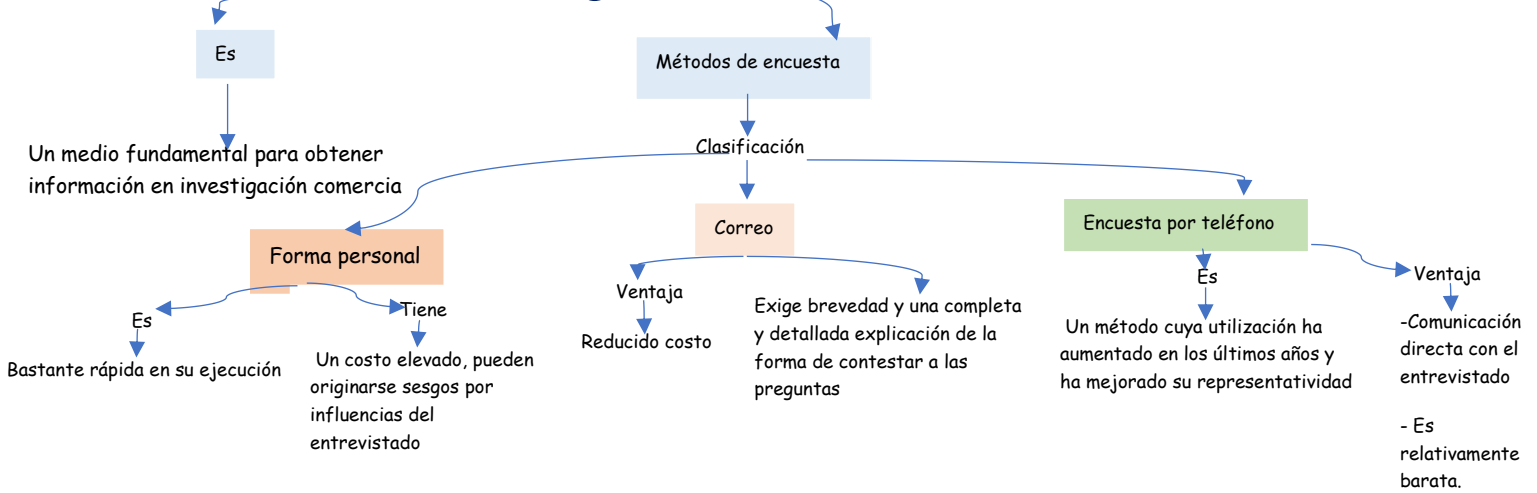 Es
Métodos de encuesta
Un medio fundamental para obtener
información en investigación comercia
Clasificación
Forma personal
Correo
Encuesta por teléfono
Es
Bastante rápida en su ejecución
Tiene
Un costo elevado, pueden
originarse sesgos por
influencias del
entrevistado
Ventaja
Reducido costo
Exige brevedad y una completa
y detallada explicación de la
forma de contestar a las
preguntas
Es
Un método cuya utilización ha
aumentado en los últimos años y
ha mejorado su representatividad
Ventaja
-Comunicación
directa con el
entrevistado
- Es
relativamente
barata.